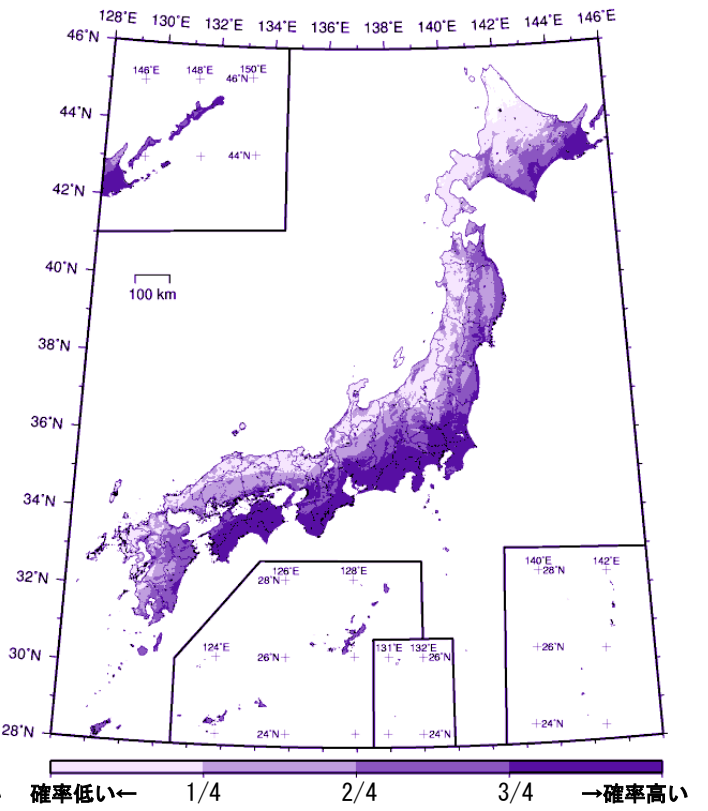 128°E 130°E 132°E 134°E 136°E 138°E 140°E 142°E 144°E 146°E
46°N
146°E 148°E 150°E
46°N
44°N
44°N
42°N
40°N
100 km
38°N
36°N
34°N
32°N
126°E 128°E
28°N
140°E 142°E
28°N
124°E
131°E 132°E
30°N
26°N
26°N
26°N
28°N
24°N
24°N
24°N
確率低い← 1/4 2/4 3/4 →確率高い